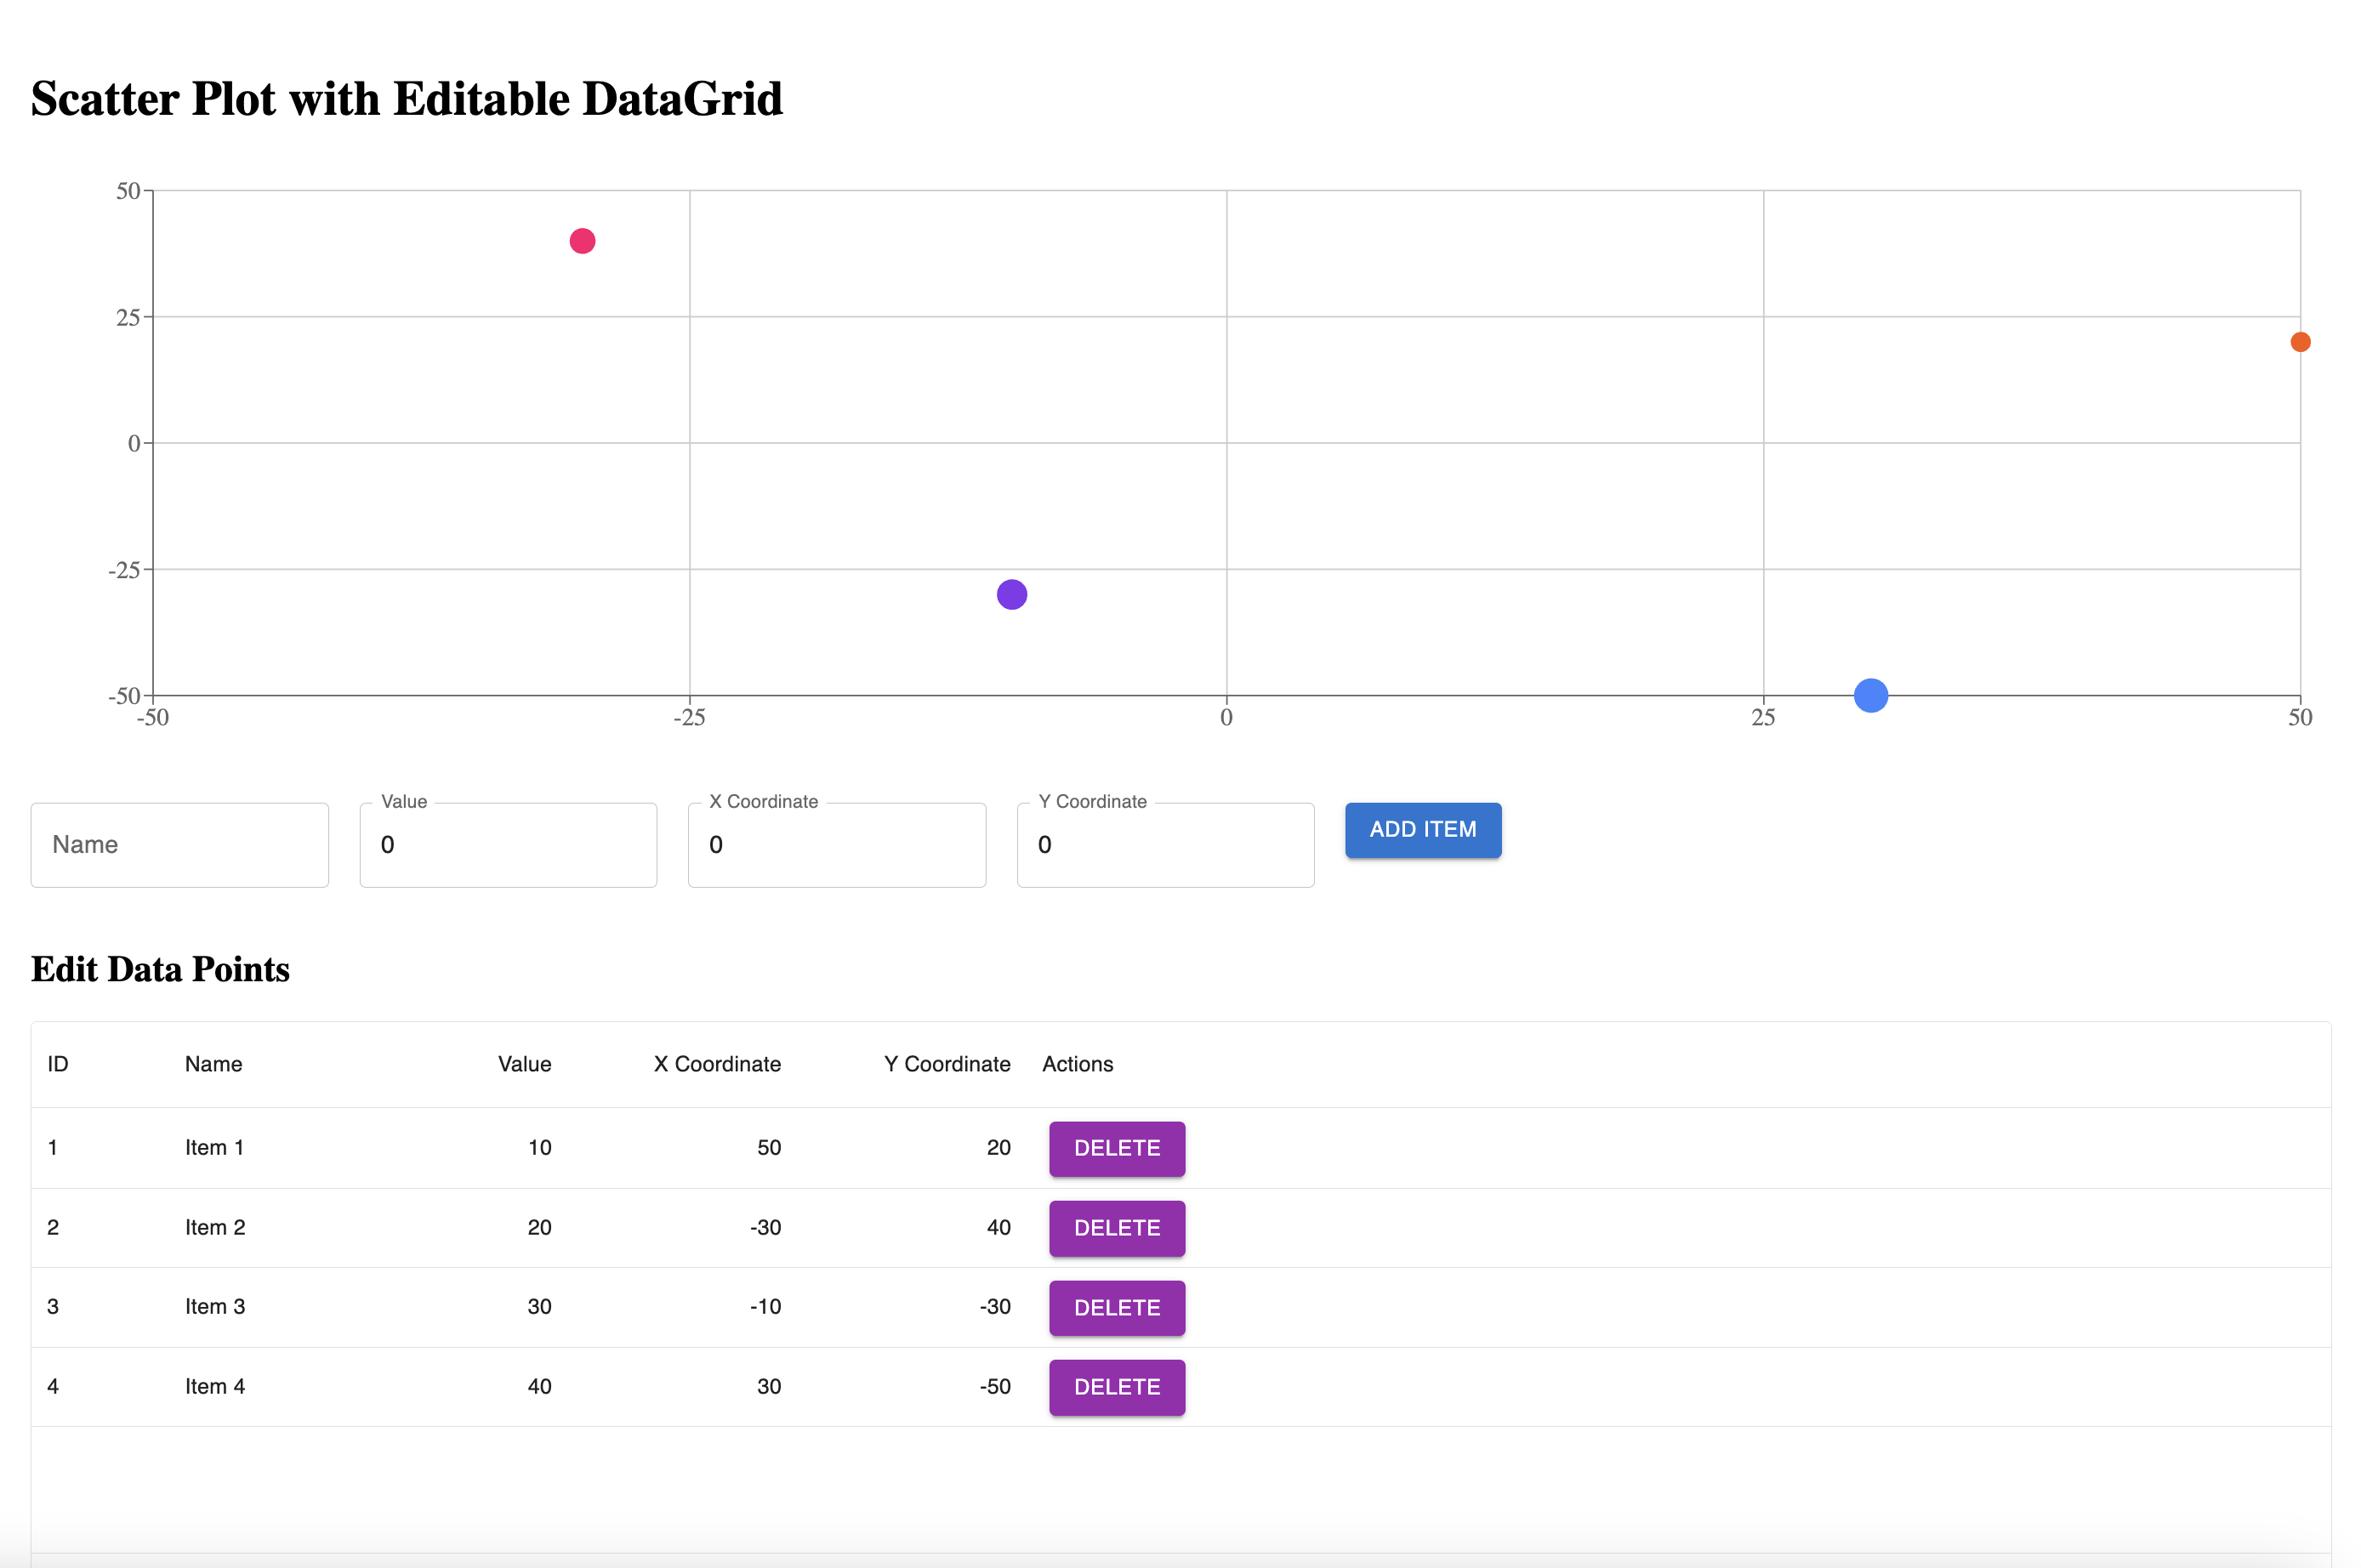 Scatter Plot with Editable DataGrid
50
25
0
-25
-50
-50 -25 0 25 50
Value X Coordinate Y Coordinate
Name 0 0 0 ADD ITEM
Edit Data Points
ID Name Value X Coordinate Y Coordinate Actions
1 Item 1 10 50 20 DELETE
2 Item 2 20 -30 40 DELETE
3 Item 3 30 -10 -30 DELETE
4 Item 4 40 30 -50 DELETE